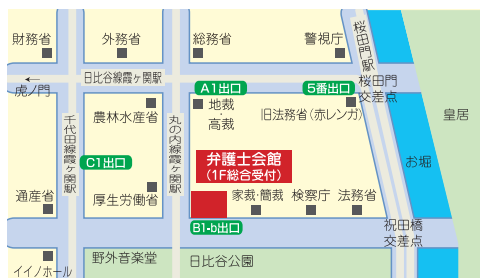 財務省
外務省
総務省
警視庁
桜田門駅
日比谷線霞ヶ関駅
←
虎ノ門
A1出口
5番出口
桜田門
交差点
皇居
千代田線霞ヶ関駅
農林水産省
丸の内線霞ヶ関駅
地裁
・
高裁
旧法務省(赤レンガ)
C1出口
弁護士会館
(1F総合受付)
お堀
通産省
厚生労働省
家裁・簡裁
検察庁
法務省
B1-b出口
祝田橋
交差点
イイノホール
野外音楽堂
日比谷公園